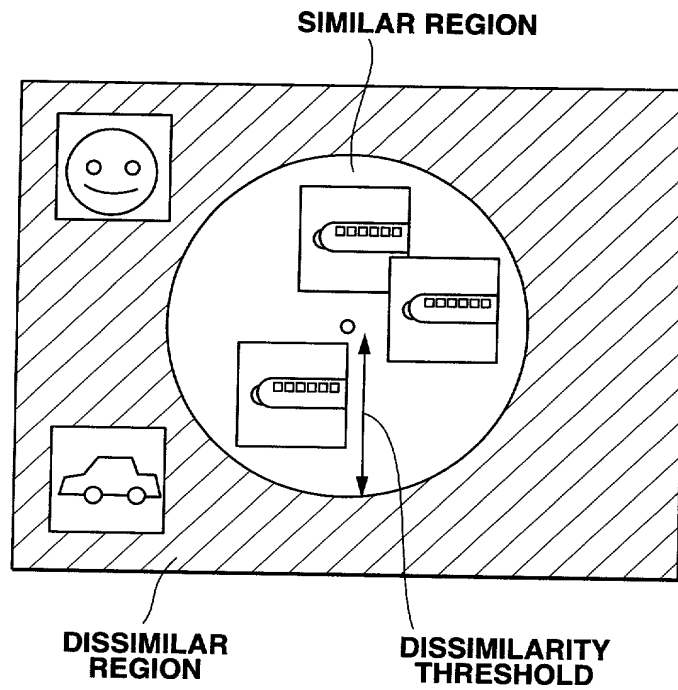 SIMILAR REGION
DISSIMILAR
REGION
DISSIMILARITY
THRESHOLD